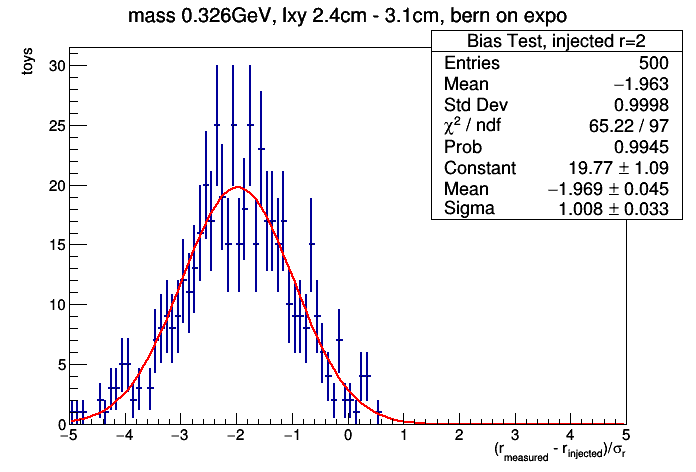 mass 0.326GeV, lxy 2.4cm - 3.1cm, bern on expo
toys
Bias Test, injected r=2
Entries 500
Mean −1.963
Std Dev 0.9998
χ² / ndf 65.22 / 97
Prob 0.9945
Constant 19.77 ± 1.09
Mean −1.969 ± 0.045
Sigma 1.008 ± 0.033
30
25
20
15
10
5
0
−5 −4 −3 −2 −1 0 1 2 3 4 5
(r_measured - r_injected)/σ_r